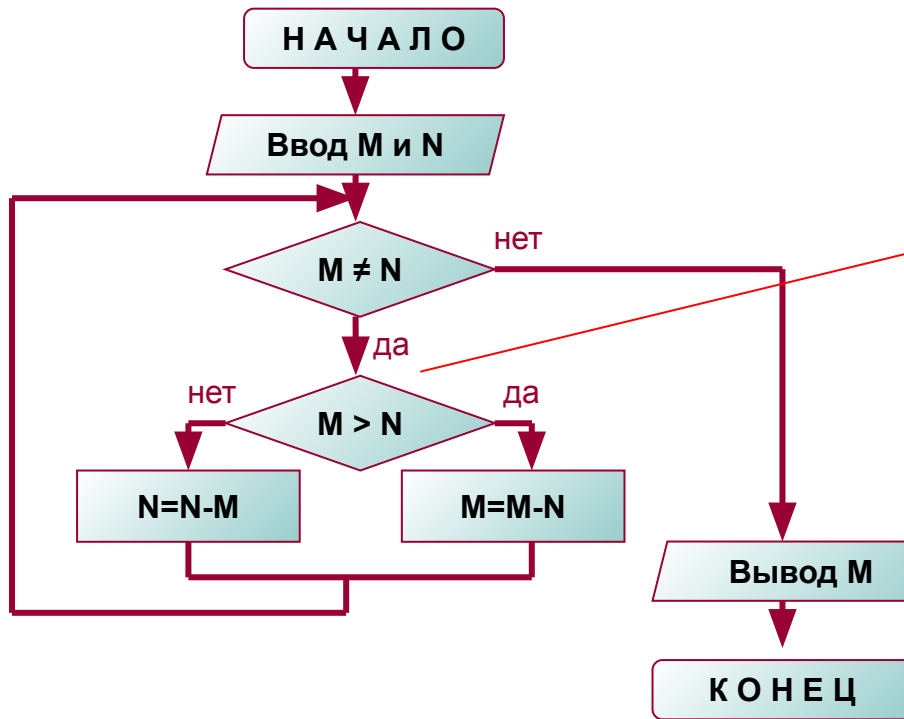 Н А Ч А Л О
Ввод M и N
M ≠ N
нет
да
M > N
нет
да
N=N-M
M=M-N
Вывод M
К О Н Е Ц